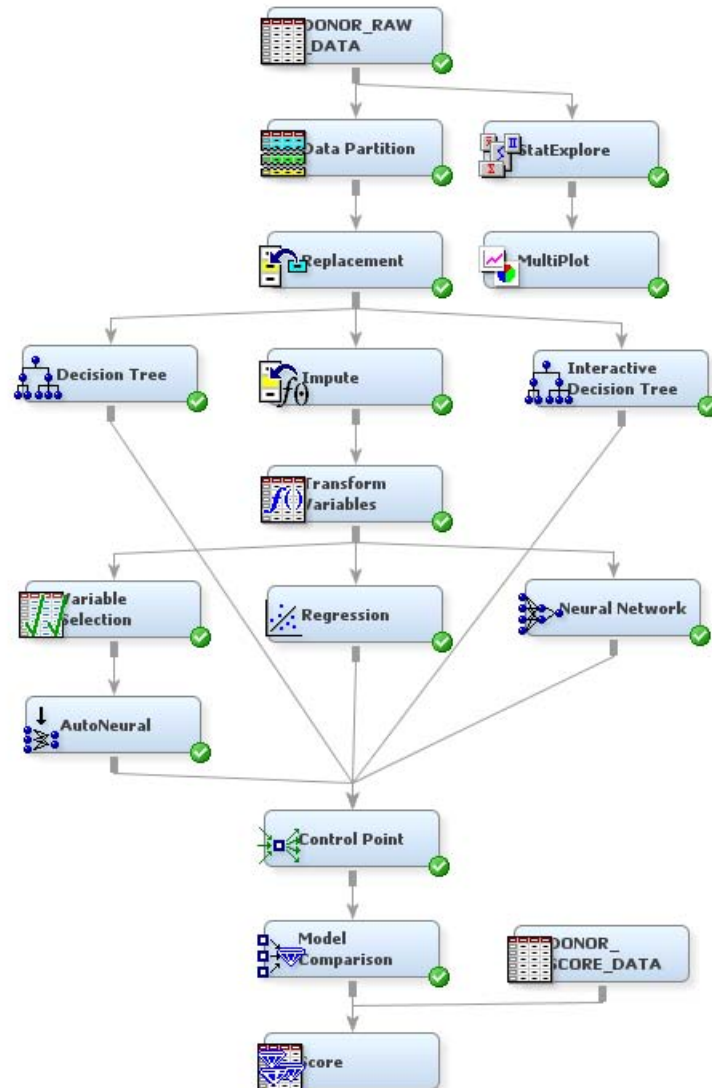 DONOR_RAW
_DATA
Data Partition
StatExplore
Replacement
MultiPlot
Decision Tree
Impute
Interactive
Decision Tree
Transform
Variables
Variable
Selection
Regression
Neural Network
AutoNeural
Control Point
Model
Comparison
DONOR_
SCORE_DATA
Score